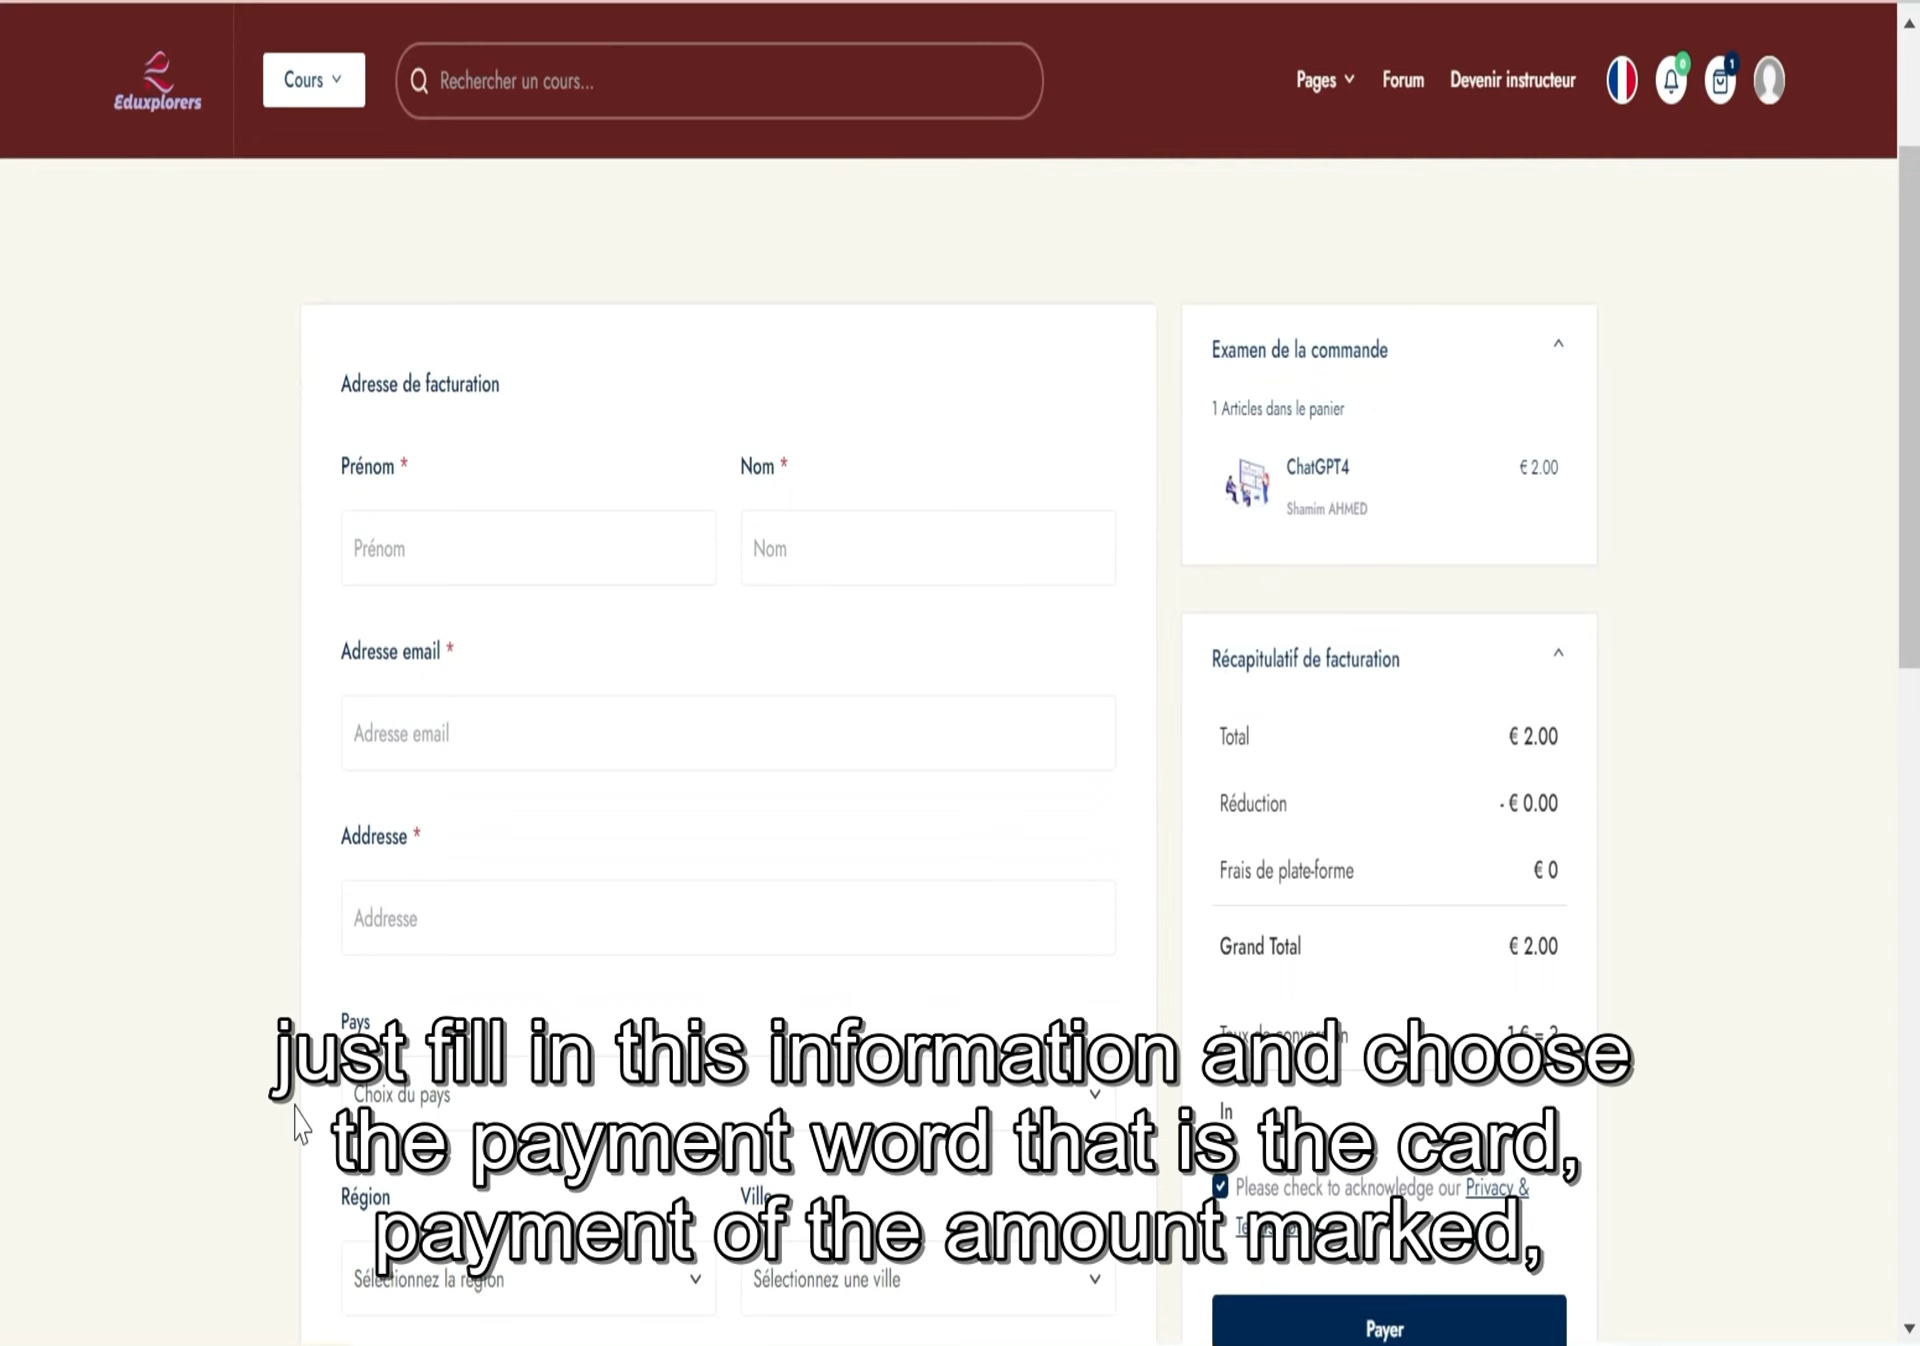 Eduxplorers
Cours
Rechercher un cours...
Pages
Forum
Devenir instructeur
0
1
Adresse de facturation
Prénom *
Nom *
Prénom
Nom
Adresse email *
Adresse email
Addresse *
Addresse
Pays
Choix du pays
Région
Ville
Sélectionnez la région
Sélectionnez une ville
Examen de la commande
1 Articles dans le panier
ChatGPT4
€ 2.00
Shamim AHMED
Récapitulatif de facturation
Total
€ 2.00
Réduction
- € 0.00
Frais de plate-forme
€ 0
Grand Total
€ 2.00
Taux de conversion
In
Please check to acknowledge our Privacy &
Payer
just fill in this information and choose
the payment word that is the card,
payment of the amount marked,